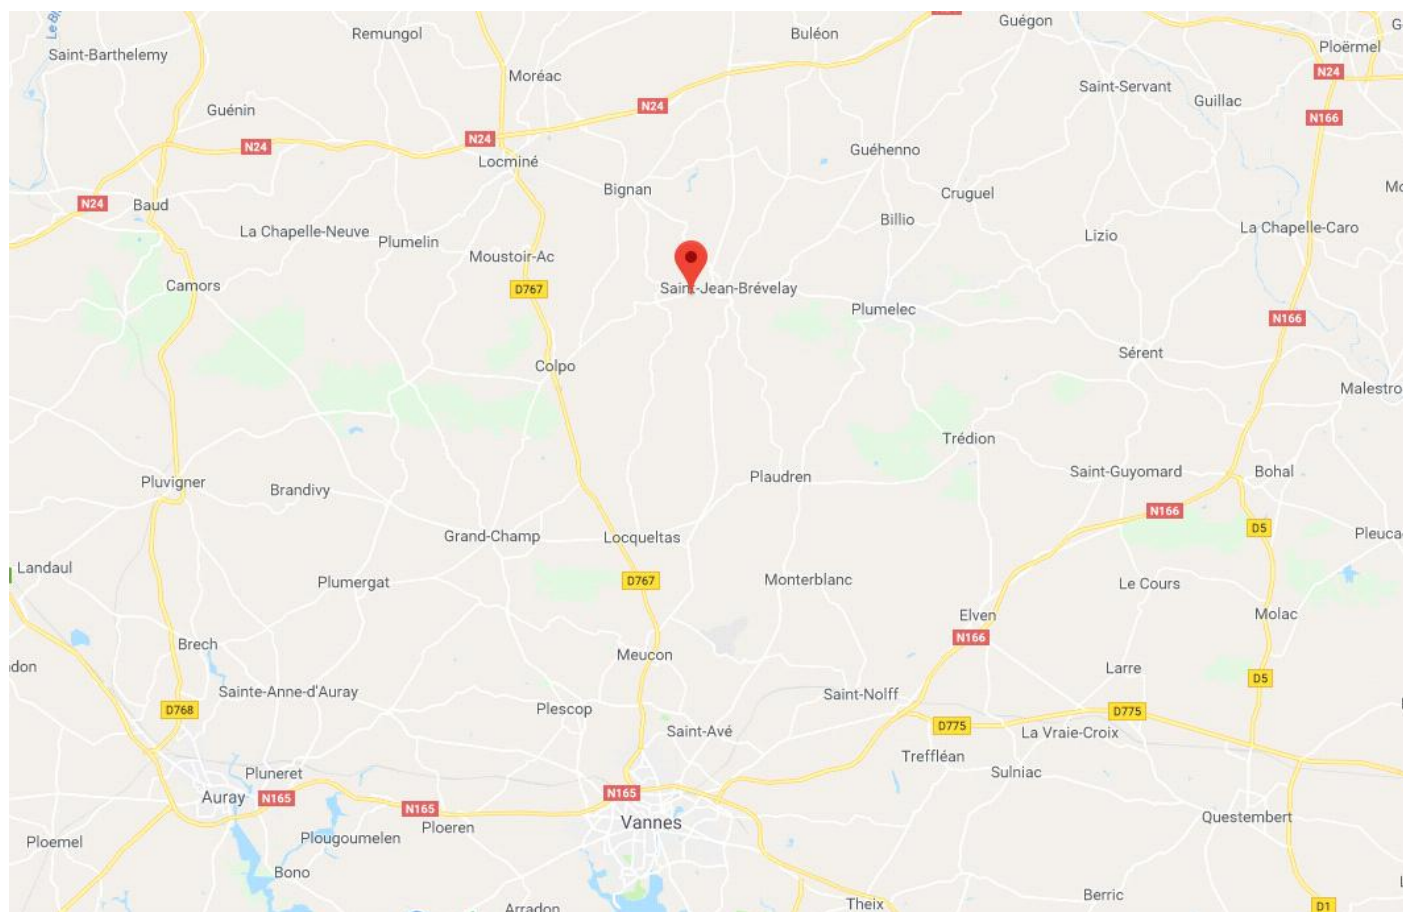 Le Bl
Guégon
Remungol
Buléon
Saint-Barthelemy
Ploërmel
Moréac
N24
Saint-Servant
Guillac
N24
Guénin
N166
N24
N24
Guéhenno
Locminé
Bignan
Cruguel
N24
Baud
Billio
La Chapelle-Neuve
Plumelin
Lizio
La Chapelle-Caro
Moustoir-Ac
Camors
D767
Saint-Jean-Brévelay
Plumelec
N166
Sérent
Colpo
Malestro
Trédion
Pluvigner
Brandivy
Plaudren
Saint-Guyomard
Bohal
N166
D5
Grand-Champ
Locqueltas
Pleuca
Landaul
Plumergat
D767
Monterblanc
Le Cours
Elven
Molac
N166
Brech
Meucon
don
Larre
D5
Sainte-Anne-d'Auray
Saint-Nolff
D768
Plescop
D775
D775
Saint-Avé
La Vraie-Croix
Treffléan
Pluneret
Sulniac
Auray
N165
N165
N165
Questembert
Ploemel
Plougoumelen
Ploeren
Vannes
Bono
Berric
Arradon
Theix
D1